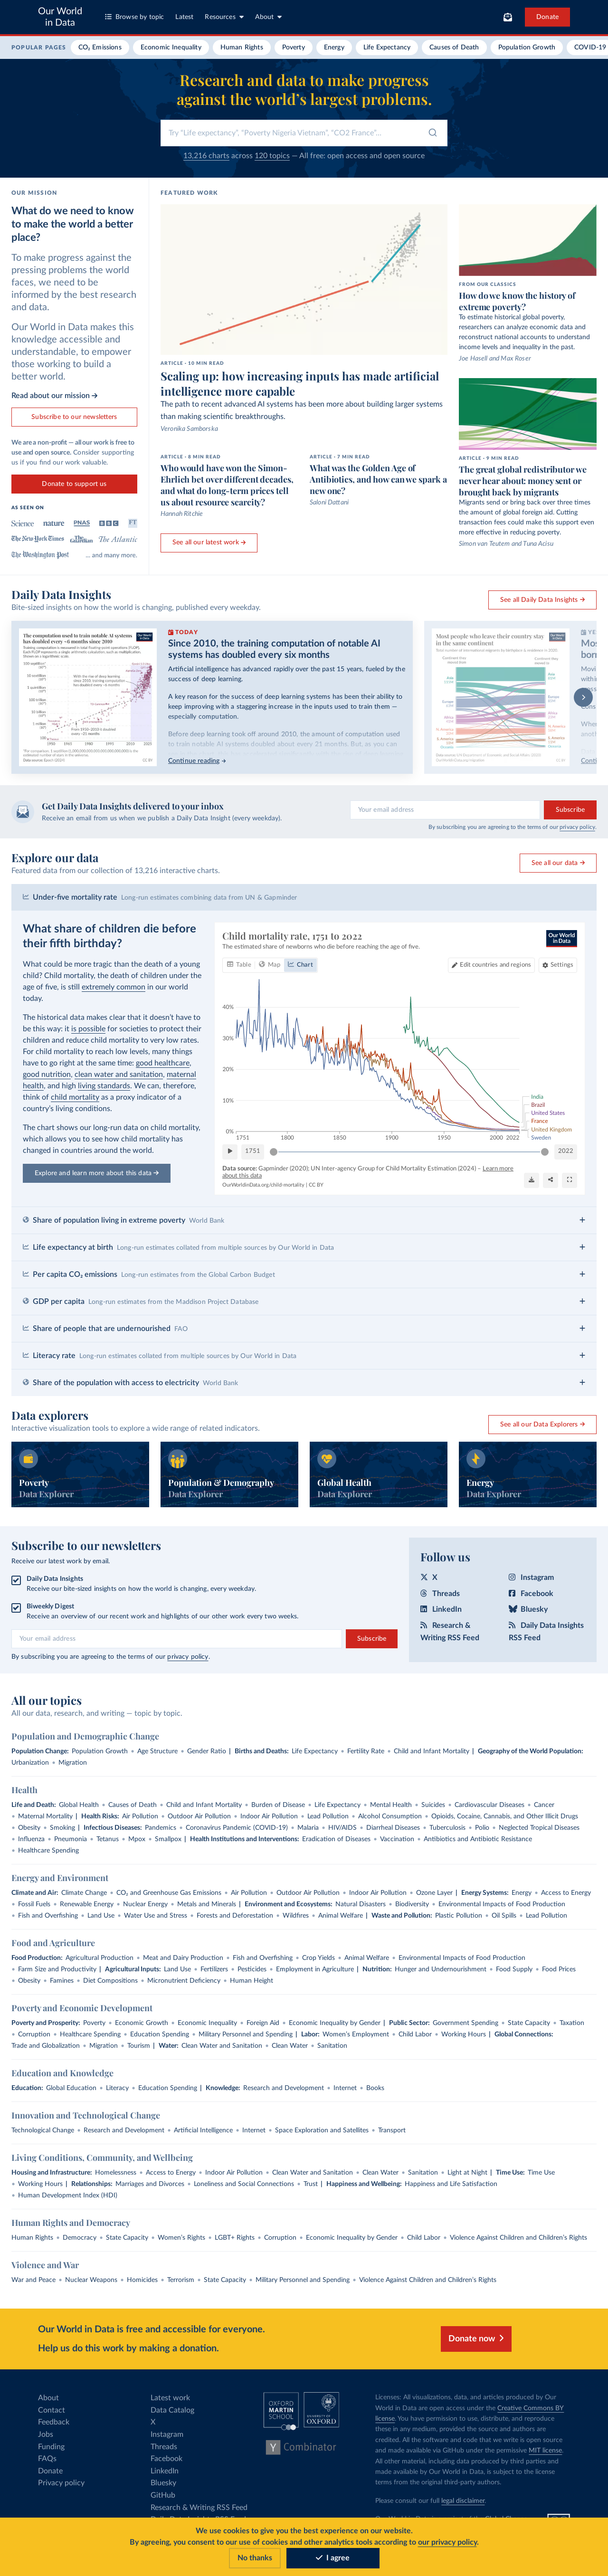 Our World
in Data
Browse by topic
Latest
Resources
About
Donate
POPULAR PAGES
CO₂ Emissions
Economic Inequality
Human Rights
Poverty
Energy
Life Expectancy
Causes of Death
Population Growth
COVID-19
Research and data to make progress
against the world's largest problems.
Try "Life expectancy", "Poverty Nigeria Vietnam", "CO2 France"...
13,216 charts across 120 topics — All free: open access and open source
OUR MISSION
What do we need to know
to make the world a better
place?
To make progress against the
pressing problems the world
faces, we need to be
informed by the best research
and data.
Our World in Data makes this
knowledge accessible and
understandable, to empower
those working to build a
better world.
Read about our mission →
Subscribe to our newsletters
We are a non-profit — all our work is free to
use and open source. Consider supporting
us if you find our work valuable.
Donate to support us
AS SEEN ON
Science
nature
PNAS
BBC
FT
The New York Times
The Guardian
The Atlantic
The Washington Post
... and many more.
FEATURED WORK
ARTICLE - 10 MIN READ
Scaling up: how increasing inputs has made artificial
intelligence more capable
The path to recent advanced AI systems has been more about building larger systems
than making scientific breakthroughs.
Veronika Samborska
ARTICLE - 8 MIN READ
Who would have won the Simon-
Ehrlich bet over different decades,
and what do long-term prices tell
us about resource scarcity?
Hannah Ritchie
ARTICLE - 7 MIN READ
What was the Golden Age of
Antibiotics, and how can we spark a
new one?
Saloni Dattani
See all our latest work →
FROM OUR CLASSICS
How do we know the history of
extreme poverty?
To estimate historical global poverty,
researchers can analyze economic data and
reconstruct national accounts to understand
income levels and inequality in the past.
Joe Hasell and Max Roser
ARTICLE - 9 MIN READ
The great global redistributor we
never hear about: money sent or
brought back by migrants
Migrants send or bring back over three times
the amount of global foreign aid. Cutting
transaction fees could make this support even
more effective in reducing poverty.
Simon van Teutem and Tuna Acisu
Daily Data Insights
Bite-sized insights on how the world is changing, published every weekday.
See all Daily Data Insights →
The computation used to train notable AI systems
has doubled every ~6 months since 2010
TODAY
Since 2010, the training computation of notable AI
systems has doubled every six months
Artificial intelligence has advanced rapidly over the past 15 years, fueled by the
success of deep learning.
A key reason for the success of deep learning systems has been their ability to
keep improving with a staggering increase in the inputs used to train them —
especially computation.
Before deep learning took off around 2010, the amount of computation used
to train notable AI systems doubled about every 21 months. But, as you can
Continue reading →
Most people who leave their country stay
in the same continent
Get Daily Data Insights delivered to your inbox
Receive an email from us when we publish a Daily Data Insight (every weekday).
Your email address
Subscribe
By subscribing you are agreeing to the terms of our privacy policy.
Explore our data
Featured data from our collection of 13,216 interactive charts.
See all our data →
Under-five mortality rate Long-run estimates combining data from UN & Gapminder
What share of children die before
their fifth birthday?
What could be more tragic than the death of a young
child? Child mortality, the death of children under the
age of five, is still extremely common in our world
today.
The historical data makes clear that it doesn't have to
be this way: it is possible for societies to protect their
children and reduce child mortality to very low rates.
For child mortality to reach low levels, many things
have to go right at the same time: good healthcare,
good nutrition, clean water and sanitation, maternal
health, and high living standards. We can, therefore,
think of child mortality as a proxy indicator of a
country's living conditions.
The chart shows our long-run data on child mortality,
which allows you to see how child mortality has
changed in countries around the world.
Explore and learn more about this data →
Child mortality rate, 1751 to 2022
The estimated share of newborns who die before reaching the age of five.
Our World
in Data
Table
Map
Chart
Edit countries and regions
Settings
40%
30%
20%
10%
0%
1751
1800
1850
1900
1950
2000
2022
India
Brazil
United States
France
United Kingdom
Sweden
1751
2022
Data source: Gapminder (2020); UN Inter-agency Group for Child Mortality Estimation (2024) – Learn more
about this data
OurWorldinData.org/child-mortality | CC BY
Share of population living in extreme poverty World Bank
Life expectancy at birth Long-run estimates collated from multiple sources by Our World in Data
Per capita CO₂ emissions Long-run estimates from the Global Carbon Budget
GDP per capita Long-run estimates from the Maddison Project Database
Share of people that are undernourished FAO
Literacy rate Long-run estimates collated from multiple sources by Our World in Data
Share of the population with access to electricity World Bank
Data explorers
Interactive visualization tools to explore a wide range of related indicators.
See all our Data Explorers →
Poverty
Data Explorer
Population & Demography
Data Explorer
Global Health
Data Explorer
Energy
Data Explorer
Subscribe to our newsletters
Receive our latest work by email.
Daily Data Insights
Receive our bite-sized insights on how the world is changing, every weekday.
Biweekly Digest
Receive an overview of our recent work and highlights of our other work every two weeks.
Your email address
Subscribe
By subscribing you are agreeing to the terms of our privacy policy.
Follow us
X
Instagram
Threads
Facebook
LinkedIn
Bluesky
Research &
Writing RSS Feed
Daily Data Insights
RSS Feed
All our topics
All our data, research, and writing — topic by topic.
Population and Demographic Change
Population Change: Population Growth • Age Structure • Gender Ratio | Births and Deaths: Life Expectancy • Fertility Rate • Child and Infant Mortality | Geography of the World Population:
Urbanization • Migration
Health
Life and Death: Global Health • Causes of Death • Child and Infant Mortality • Burden of Disease • Life Expectancy • Mental Health • Suicides • Cardiovascular Diseases • Cancer
• Maternal Mortality | Health Risks: Air Pollution • Outdoor Air Pollution • Indoor Air Pollution • Lead Pollution • Alcohol Consumption • Opioids, Cocaine, Cannabis, and Other Illicit Drugs
• Obesity • Smoking | Infectious Diseases: Pandemics • Coronavirus Pandemic (COVID-19) • Malaria • HIV/AIDS • Diarrheal Diseases • Tuberculosis • Polio • Neglected Tropical Diseases
• Influenza • Pneumonia • Tetanus • Mpox • Smallpox | Health Institutions and Interventions: Eradication of Diseases • Vaccination • Antibiotics and Antibiotic Resistance
• Healthcare Spending
Energy and Environment
Climate and Air: Climate Change • CO₂ and Greenhouse Gas Emissions • Air Pollution • Outdoor Air Pollution • Indoor Air Pollution • Ozone Layer | Energy Systems: Energy • Access to Energy
• Fossil Fuels • Renewable Energy • Nuclear Energy • Metals and Minerals | Environment and Ecosystems: Natural Disasters • Biodiversity • Environmental Impacts of Food Production
• Fish and Overfishing • Land Use • Water Use and Stress • Forests and Deforestation • Wildfires • Animal Welfare | Waste and Pollution: Plastic Pollution • Oil Spills • Lead Pollution
Food and Agriculture
Food Production: Agricultural Production • Meat and Dairy Production • Fish and Overfishing • Crop Yields • Animal Welfare • Environmental Impacts of Food Production
• Farm Size and Productivity | Agricultural Inputs: Land Use • Fertilizers • Pesticides • Employment in Agriculture | Nutrition: Hunger and Undernourishment • Food Supply • Food Prices
• Obesity • Famines • Diet Compositions • Micronutrient Deficiency • Human Height
Poverty and Economic Development
Poverty and Prosperity: Poverty • Economic Growth • Economic Inequality • Foreign Aid • Economic Inequality by Gender | Public Sector: Government Spending • State Capacity • Taxation
• Corruption • Healthcare Spending • Education Spending • Military Personnel and Spending | Labor: Women's Employment • Child Labor • Working Hours | Global Connections:
Trade and Globalization • Migration • Tourism | Water: Clean Water and Sanitation • Clean Water • Sanitation
Education and Knowledge
Education: Global Education • Literacy • Education Spending | Knowledge: Research and Development • Internet • Books
Innovation and Technological Change
Technological Change • Research and Development • Artificial Intelligence • Internet • Space Exploration and Satellites • Transport
Living Conditions, Community, and Wellbeing
Housing and Infrastructure: Homelessness • Access to Energy • Indoor Air Pollution • Clean Water and Sanitation • Clean Water • Sanitation • Light at Night | Time Use: Time Use
• Working Hours | Relationships: Marriages and Divorces • Loneliness and Social Connections • Trust | Happiness and Wellbeing: Happiness and Life Satisfaction
• Human Development Index (HDI)
Human Rights and Democracy
Human Rights • Democracy • State Capacity • Women's Rights • LGBT+ Rights • Corruption • Economic Inequality by Gender • Child Labor • Violence Against Children and Children's Rights
Violence and War
War and Peace • Nuclear Weapons • Homicides • Terrorism • State Capacity • Military Personnel and Spending • Violence Against Children and Children's Rights
Our World in Data is free and accessible for everyone.
Help us do this work by making a donation.
Donate now
About
Contact
Feedback
Jobs
Funding
FAQs
Donate
Privacy policy
Latest work
Data Catalog
X
Instagram
Threads
Facebook
LinkedIn
Bluesky
GitHub
Research & Writing RSS Feed
OXFORD
MARTIN
SCHOOL
UNIVERSITY OF
OXFORD
Y Combinator
Licenses: All visualizations, data, and articles produced by Our
World in Data are open access under the Creative Commons BY
license. You have permission to use, distribute, and reproduce
these in any medium, provided the source and authors are
credited. All the software and code that we write is open source
and made available via GitHub under the permissive MIT license.
All other material, including data produced by third parties and
made available by Our World in Data, is subject to the license
terms from the original third-party authors.
Please consult our full legal disclaimer.
We use cookies to give you the best experience on our website.
By agreeing, you consent to our use of cookies and other analytics tools according to our privacy policy.
No thanks
I agree